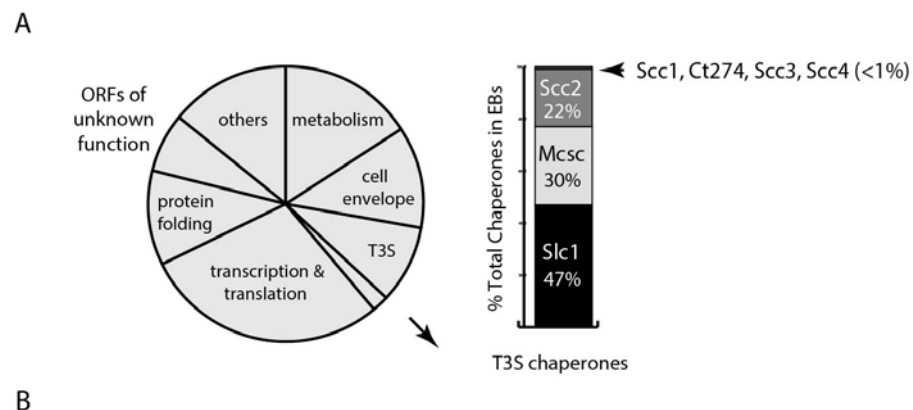 A
ORFs of
unknown
function
others
metabolism
cell
envelope
protein
folding
T3S
transcription &
translation
% Total Chaperones in EBs
Scc1, Ct274, Scc3, Scc4 (<1%)
Scc2
22%
Mcsc
30%
Slc1
47%
T3S chaperones
B